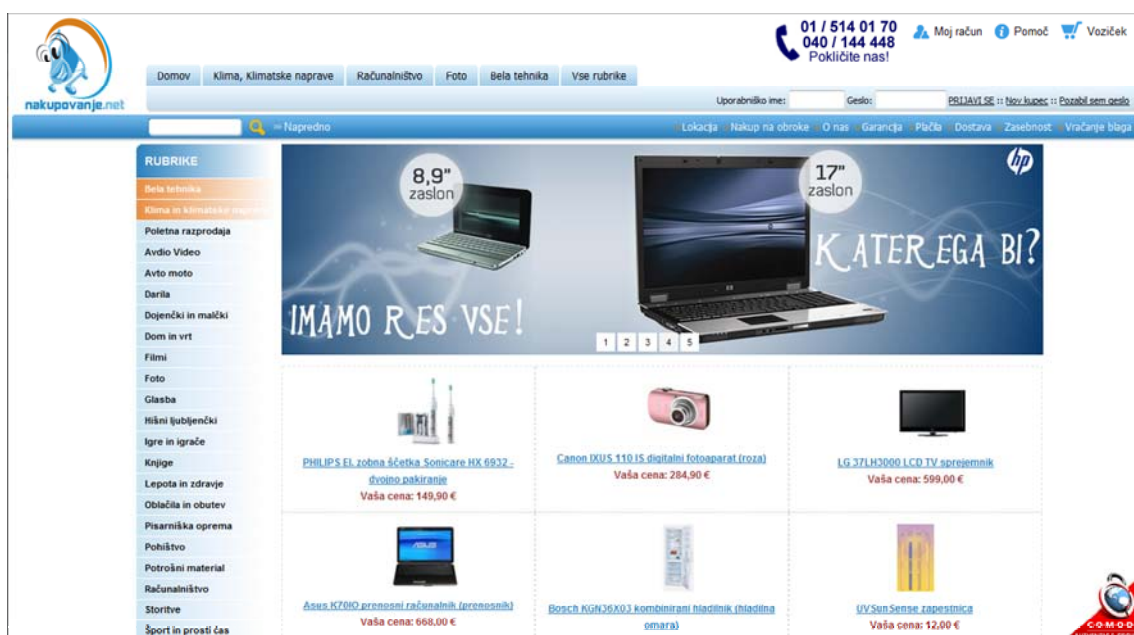 nakupovanje.net
01 / 514 01 70
040 / 144 448
Pokličite nas!
Moj račun
Pomoč
Voziček
Domov
Klima, Klimatske naprave
Računalništvo
Foto
Bela tehnika
Vse rubrike
Uporabniško ime:
Geslo:
PRIJAVI SE :: Nov kupec :: Pozabil sem geslo
Napredno
Lokacija
Nakup na obroke
O nas
Garancija
Plačila
Dostava
Zasebnost
Vračanje blaga
RUBRIKE
Bela tehnika
Klima in klimatske
Poletna razprodaja
Avdio Video
Avto moto
Darila
Dojenčki in malčki
Dom in vrt
Filmi
Foto
Glasba
Hišni ljubljenčki
Igre in igrače
Knjige
Lepota in zdravje
Oblačila in obutev
Pisarniška oprema
Pohištvo
Potrošni material
Računalništvo
Storitve
Šport in prosti čas
8,9"
zaslon
17"
zaslon
hp
IMAMO RES VSE!
KATEREGA BI?
1 2 3 4 5
PHILIPS El. zobna ščetka Sonicare HX 6932 -
dvojno pakiranje
Vaša cena: 149,90 €
Canon IXUS 110 IS digitalni fotoaparat (roza)
Vaša cena: 284,90 €
LG 37LH3000 LCD TV sprejemnik
Vaša cena: 599,00 €
Asus K70IO prenosni računalnik (prenosnik)
Vaša cena: 668,00 €
Bosch KGN36X03 kombinirani hladilnik (hladilna
omara)
UV SunSense zapestnica
Vaša cena: 12,00 €